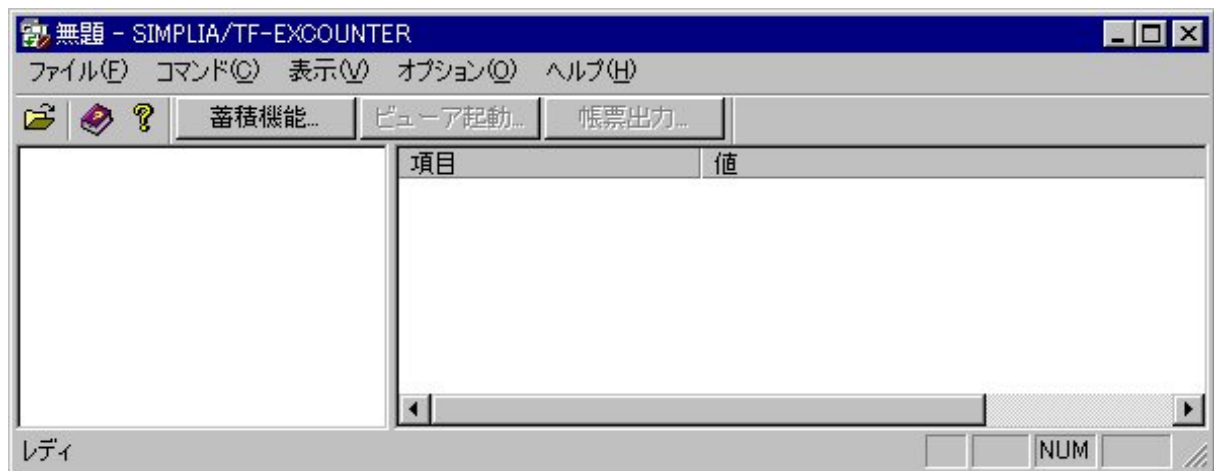 無題 - SIMPLIA/TF-EXCOUNTER
ファイル(F) コマンド(C) 表示(V) オプション(O) ヘルプ(H)
蓄積機能... ビューア起動... 帳票出力...
項目 値
レディ NUM